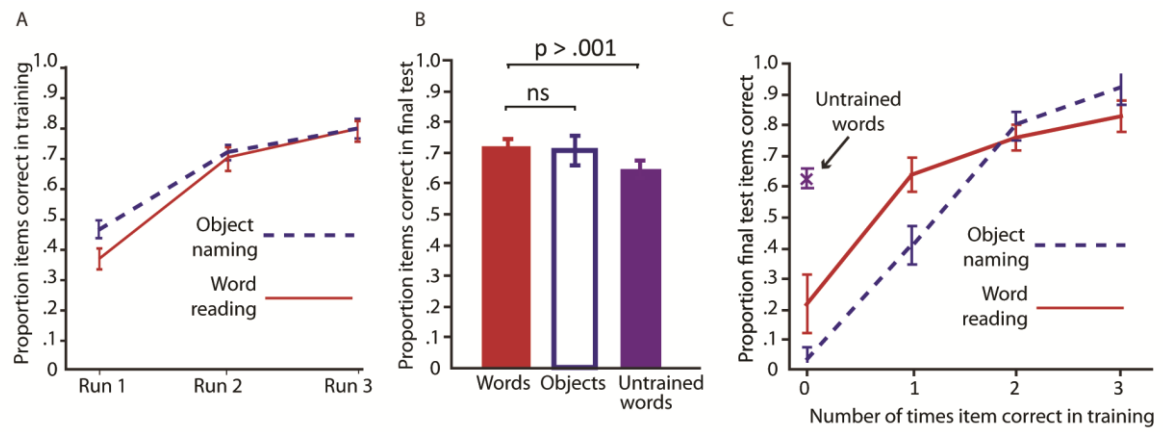 A
Proportion items correct in training
1.0
.9
.8
.7
.6
.5
.4
.3
.2
.1
0
Run 1
Run 2
Run 3
Object
naming
Word
reading
B
Proportion items correct in final test
1.0
.9
.8
.7
.6
.5
.4
.3
.2
.1
0
p > .001
ns
Words
Objects
Untrained
words
C
Proportion final test items correct
1.0
.9
.8
.7
.6
.5
.4
.3
.2
.1
0
Untrained
words
Object
naming
Word
reading
0
1
2
3
Number of times item correct in training